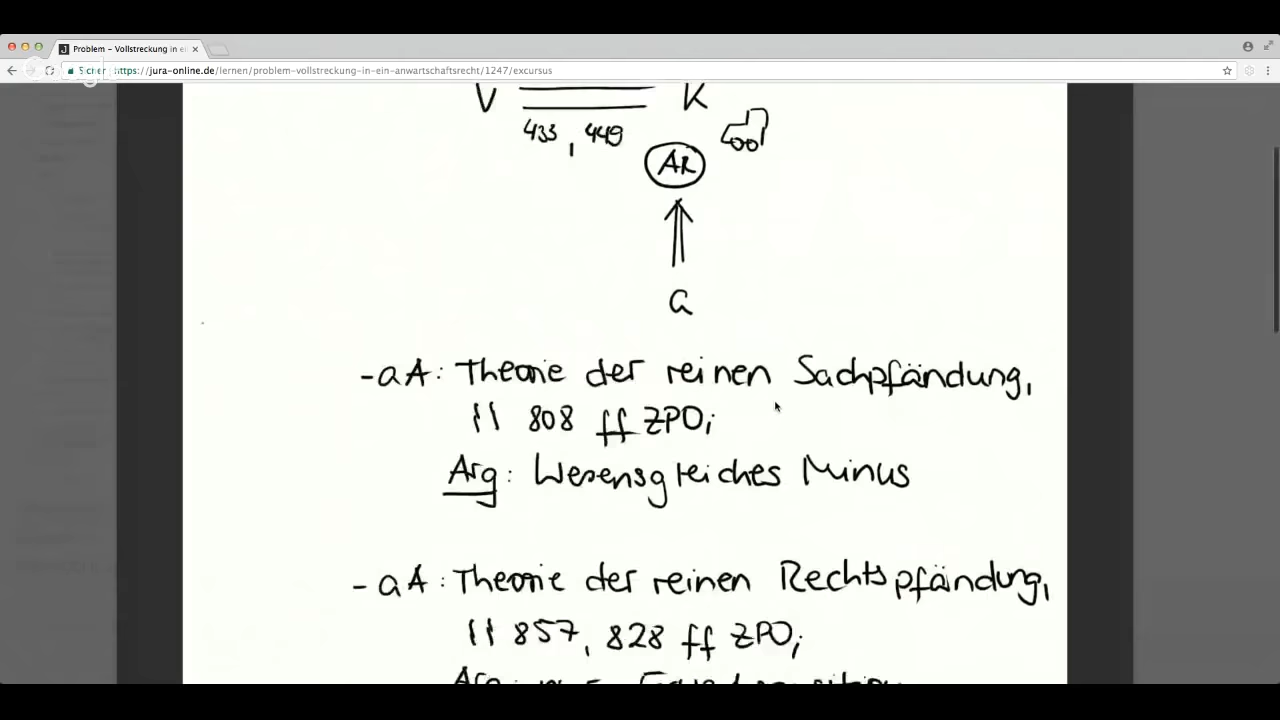 Problem – Vollstreckung in ei
https://jura-online.de/lernen/problem-vollstreckung-in-ein-anwartschaftsrecht/1247/excursus
V K
433, 449
AR
G
- aA: Theorie der reinen Sachpfändung,
§§ 808 ff ZPO;
Arg: Wesensgleiches Minus
- aA: Theorie der reinen Rechtspfändung,
§§ 857, 828 ff ZPO;
Arg: